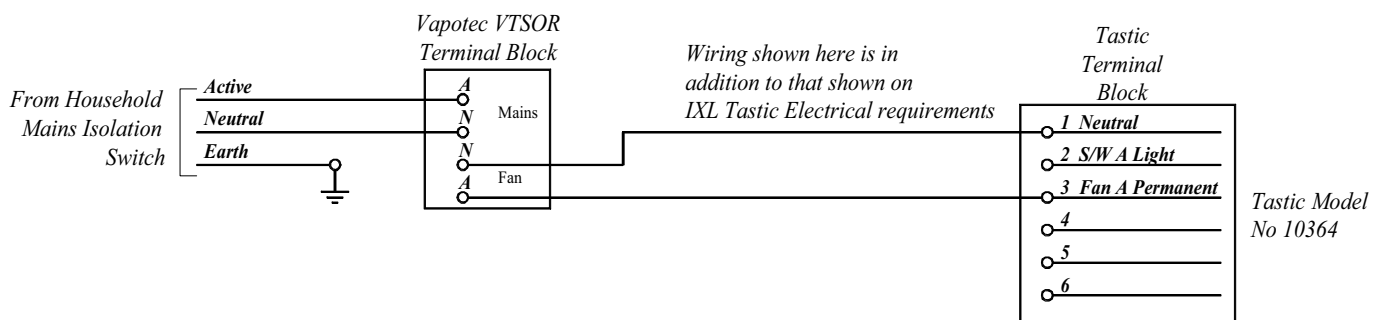 Vapotec VTSOR
Terminal Block
From Household
Mains Isolation
Switch
Active
Neutral
Earth
A
N
Mains
N
A
Fan
Wiring shown here is in
addition to that shown on
IXL Tastic Electrical requirements
Tastic
Terminal
Block
1 Neutral
2 S/W A Light
3 Fan A Permanent
4
5
6
Tastic Model
No 10364